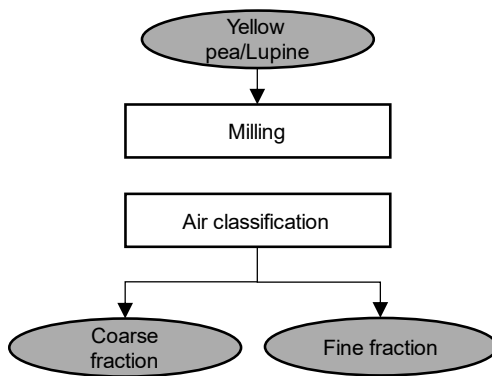 Yellow
pea/Lupine
Milling
Air classification
Coarse
fraction
Fine fraction